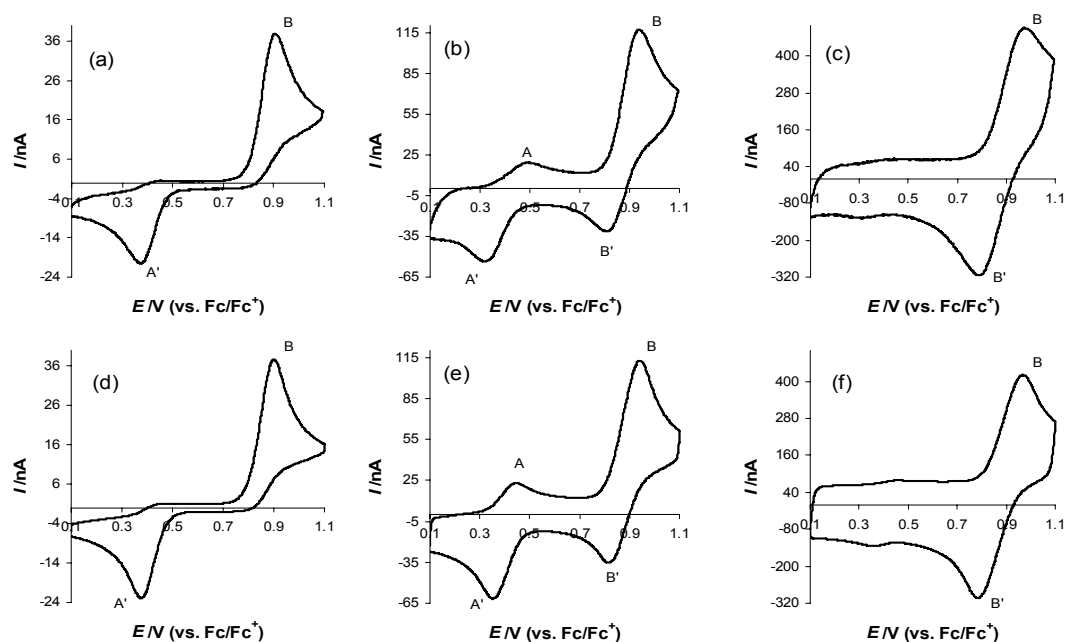 B
(a)
36
26
16
6
-4
-14
-24
0.3 0.5 0.7 0.9 1.1
A'
I /nA
E /V (vs. Fc/Fc+)
B
(b)
115
85
55
25
-5
-35
-65
A
0.1 0.3 0.5 0.7 0.9 1.1
A'
B'
I /nA
E /V (vs. Fc/Fc+)
B
(c)
400
280
160
40
-80
-200
-320
0.1 0.3 0.5 0.7 0.9 1.1
B'
I /nA
E /V (vs. Fc/Fc+)
B
(d)
36
26
16
6
-4
-14
-24
0.3 0.5 0.7 0.9 1.1
A'
I /nA
E /V (vs. Fc/Fc+)
B
(e)
115
85
55
25
-5
-35
-65
A
0.1 0.3 0.5 0.7 0.9 1.1
A'
B'
I /nA
E /V (vs. Fc/Fc+)
B
(f)
400
280
160
40
-80
-200
-320
0.1 0.3 0.5 0.7 0.9 1.1
B'
I /nA
E /V (vs. Fc/Fc+)